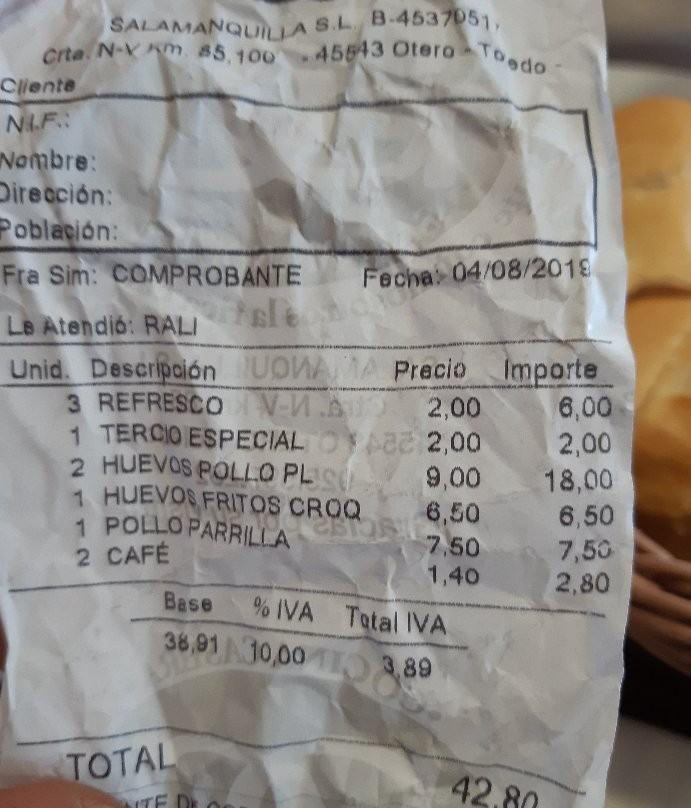 SALAMANQUILLA S.L. B-4537051,
Crta. N-V Km. 85,100 - 45543 Otero - Toledo -
Cliente
N.I.F.:
Nombre:
Dirección:
Población:
Fra Sim: COMPROBANTE Fecha: 04/08/2019
Le Atendió: RALI
Unid. Descripción Precio Importe
3 REFRESCO 2,00 6,00
1 TERCIO ESPECIAL 2,00 2,00
2 HUEVOS POLLO PL 9,00 18,00
1 HUEVOS FRITOS CROQ 6,50 6,50
1 POLLO PARRILLA 7,50 7,50
2 CAFÉ 1,40 2,80
Base % IVA Total IVA
38,91 10,00 3,89
TOTAL 42,80